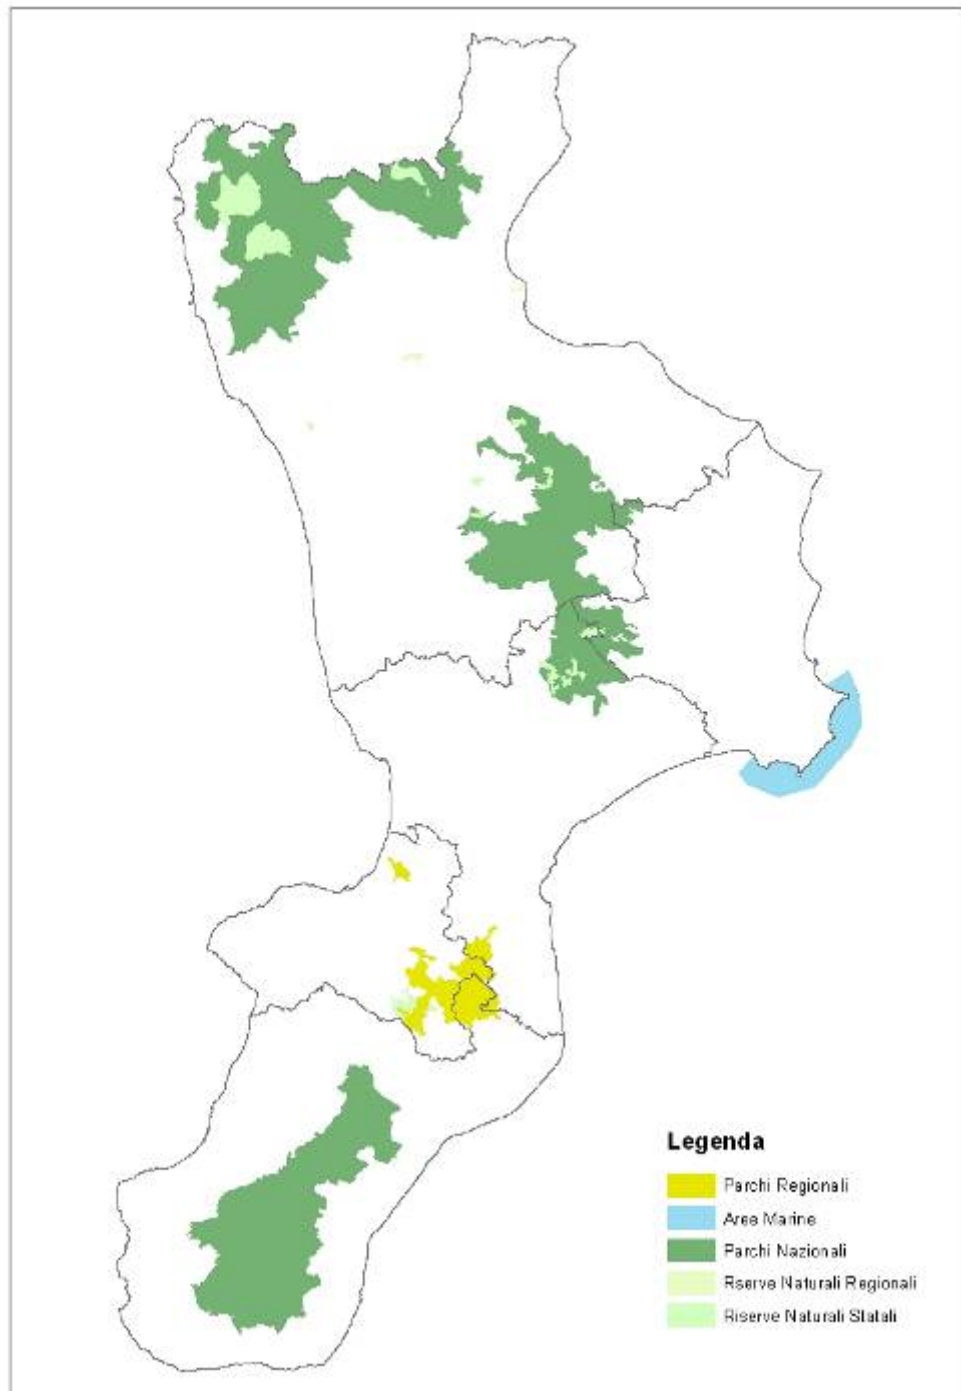 Legenda
Parchi Regionali
Aree Marine
Parchi Nazionali
Rserve Naturali Regionali
Riserve Naturali Statali